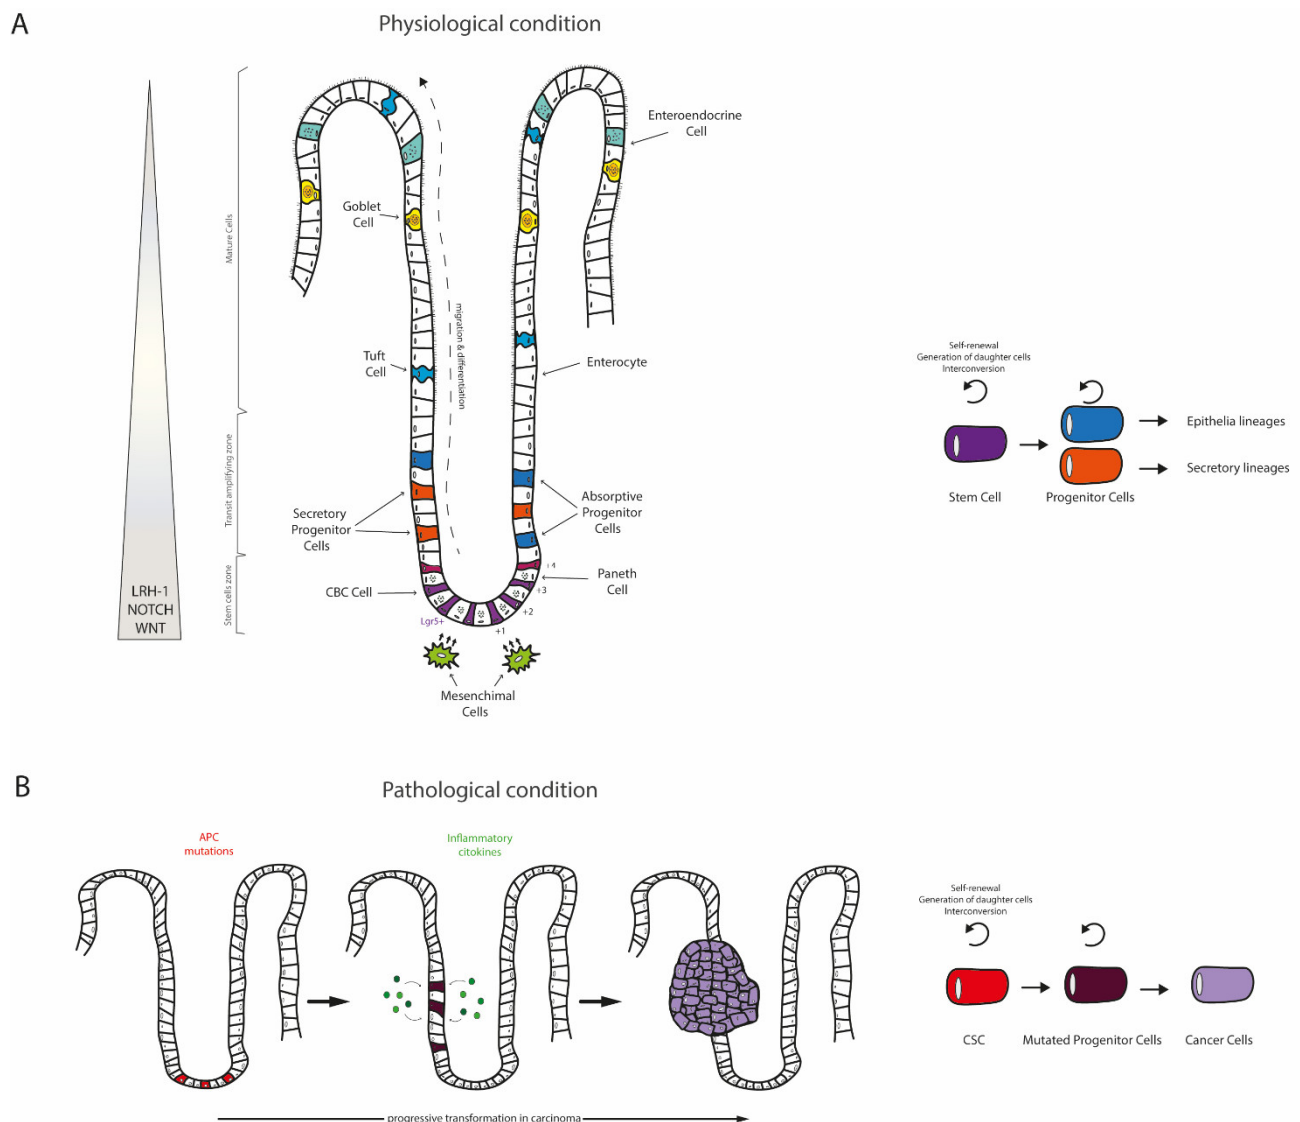 A
Physiological condition
Mature Cells
Transit amplifying zone
Stem cells zone
LRH-1
NOTCH
WNT
Enteroendocrine
Cell
Goblet
Cell
migration & differentiation
Tuft
Cell
Enterocyte
Secretory
Progenitor
Cells
Absorptive
Progenitor
Cells
CBC Cell
Paneth
Cell
+4
+3
+2
+1
Lgr5+
Mesenchimal
Cells
Self-renewal
Generation of daughter cells
Interconversion
Stem Cell
Progenitor Cells
Epithelia lineages
Secretory lineages
B
Pathological condition
APC
mutations
Inflammatory
citokines
progressive transformation in carcinoma
Self-renewal
Generation of daughter cells
Interconversion
CSC
Mutated Progenitor Cells
Cancer Cells